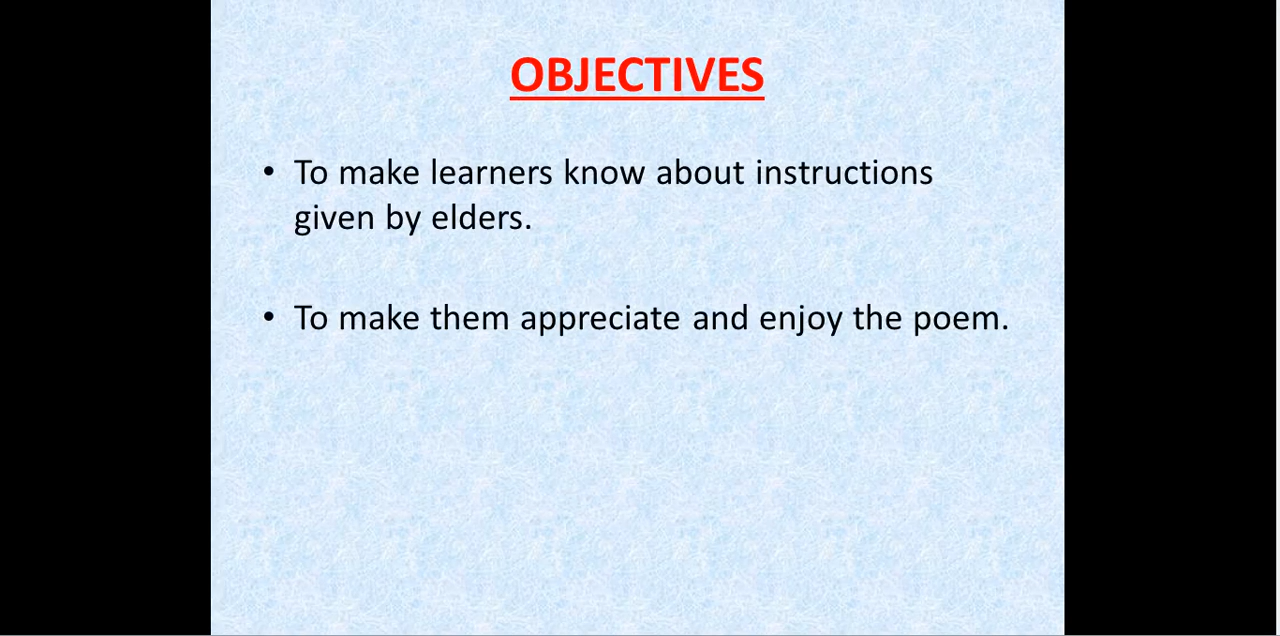 OBJECTIVES
• To make learners know about instructions
given by elders.
• To make them appreciate and enjoy the poem.